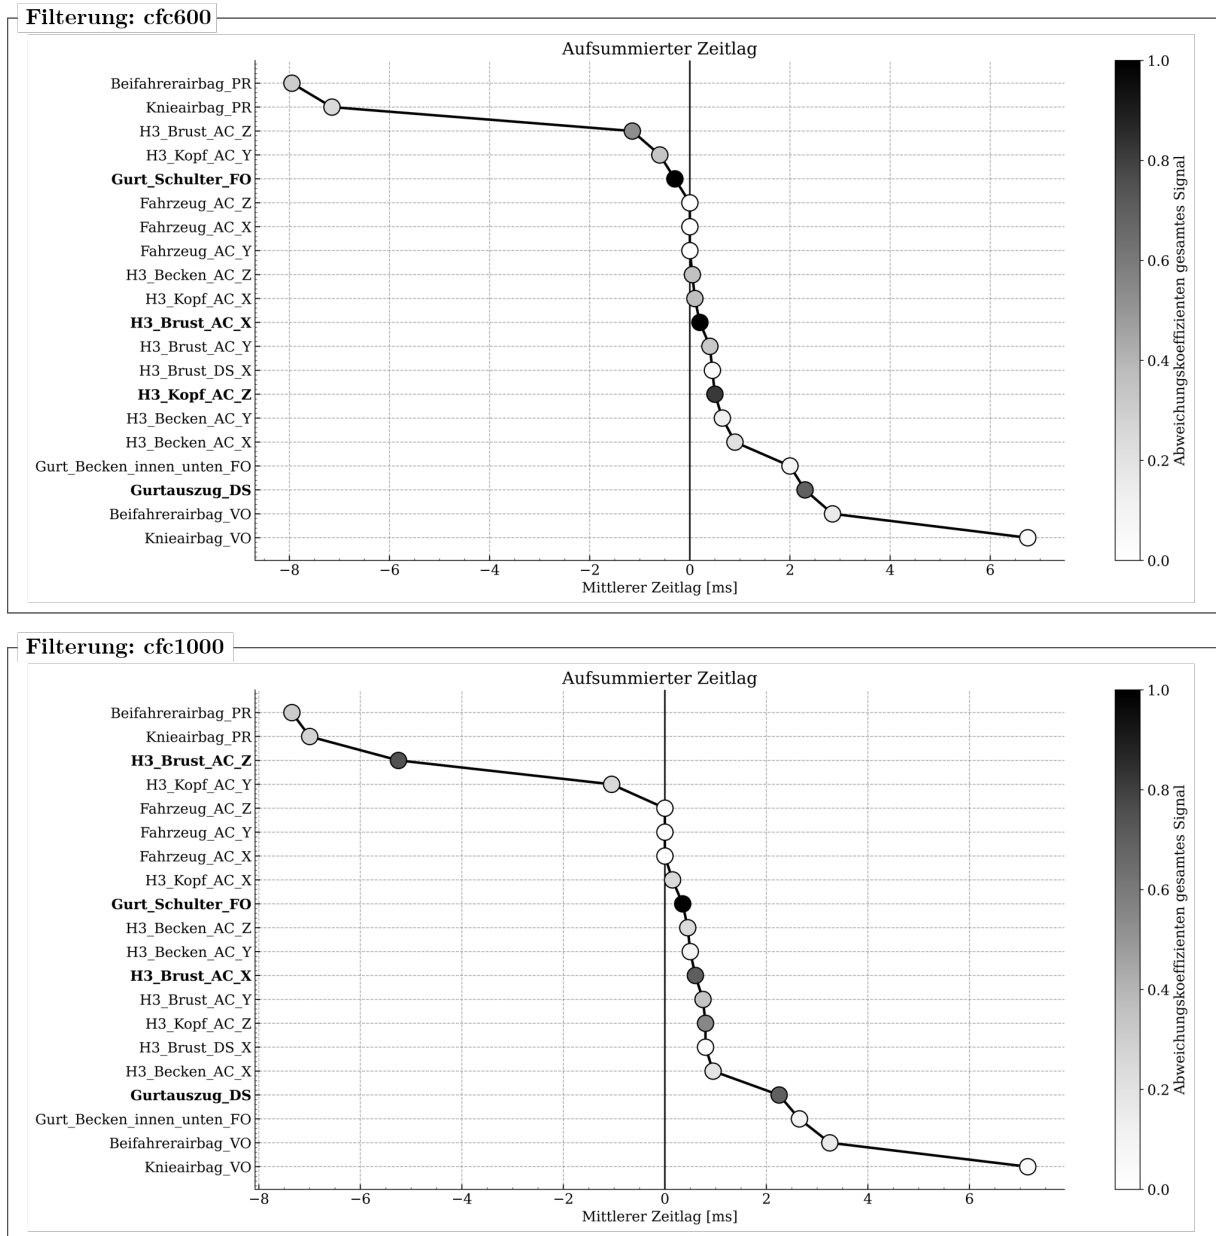 Filterung: cfc600
Aufsummierter Zeitlag
Beifahrerairbag_PR
Knieairbag_PR
H3_Brust_AC_Z
H3_Kopf_AC_Y
Gurt_Schulter_FO
Fahrzeug_AC_Z
Fahrzeug_AC_X
Fahrzeug_AC_Y
H3_Becken_AC_Z
H3_Kopf_AC_X
H3_Brust_AC_X
H3_Brust_AC_Y
H3_Brust_DS_X
H3_Kopf_AC_Z
H3_Becken_AC_Y
H3_Becken_AC_X
Gurt_Becken_innen_unten_FO
Gurtauszug_DS
Beifahrerairbag_VO
Knieairbag_VO
−8 −6 −4 −2 0 2 4 6
Mittlerer Zeitlag [ms]
1.0
0.8
0.6
0.4
0.2
0.0
Abweichungskoeffizienten gesamtes Signal
Filterung: cfc1000
Aufsummierter Zeitlag
Beifahrerairbag_PR
Knieairbag_PR
H3_Brust_AC_Z
H3_Kopf_AC_Y
Fahrzeug_AC_Z
Fahrzeug_AC_Y
Fahrzeug_AC_X
H3_Kopf_AC_X
Gurt_Schulter_FO
H3_Becken_AC_Z
H3_Becken_AC_Y
H3_Brust_AC_X
H3_Brust_AC_Y
H3_Kopf_AC_Z
H3_Brust_DS_X
H3_Becken_AC_X
Gurtauszug_DS
Gurt_Becken_innen_unten_FO
Beifahrerairbag_VO
Knieairbag_VO
−8 −6 −4 −2 0 2 4 6
Mittlerer Zeitlag [ms]
1.0
0.8
0.6
0.4
0.2
0.0
Abweichungskoeffizienten gesamtes Signal